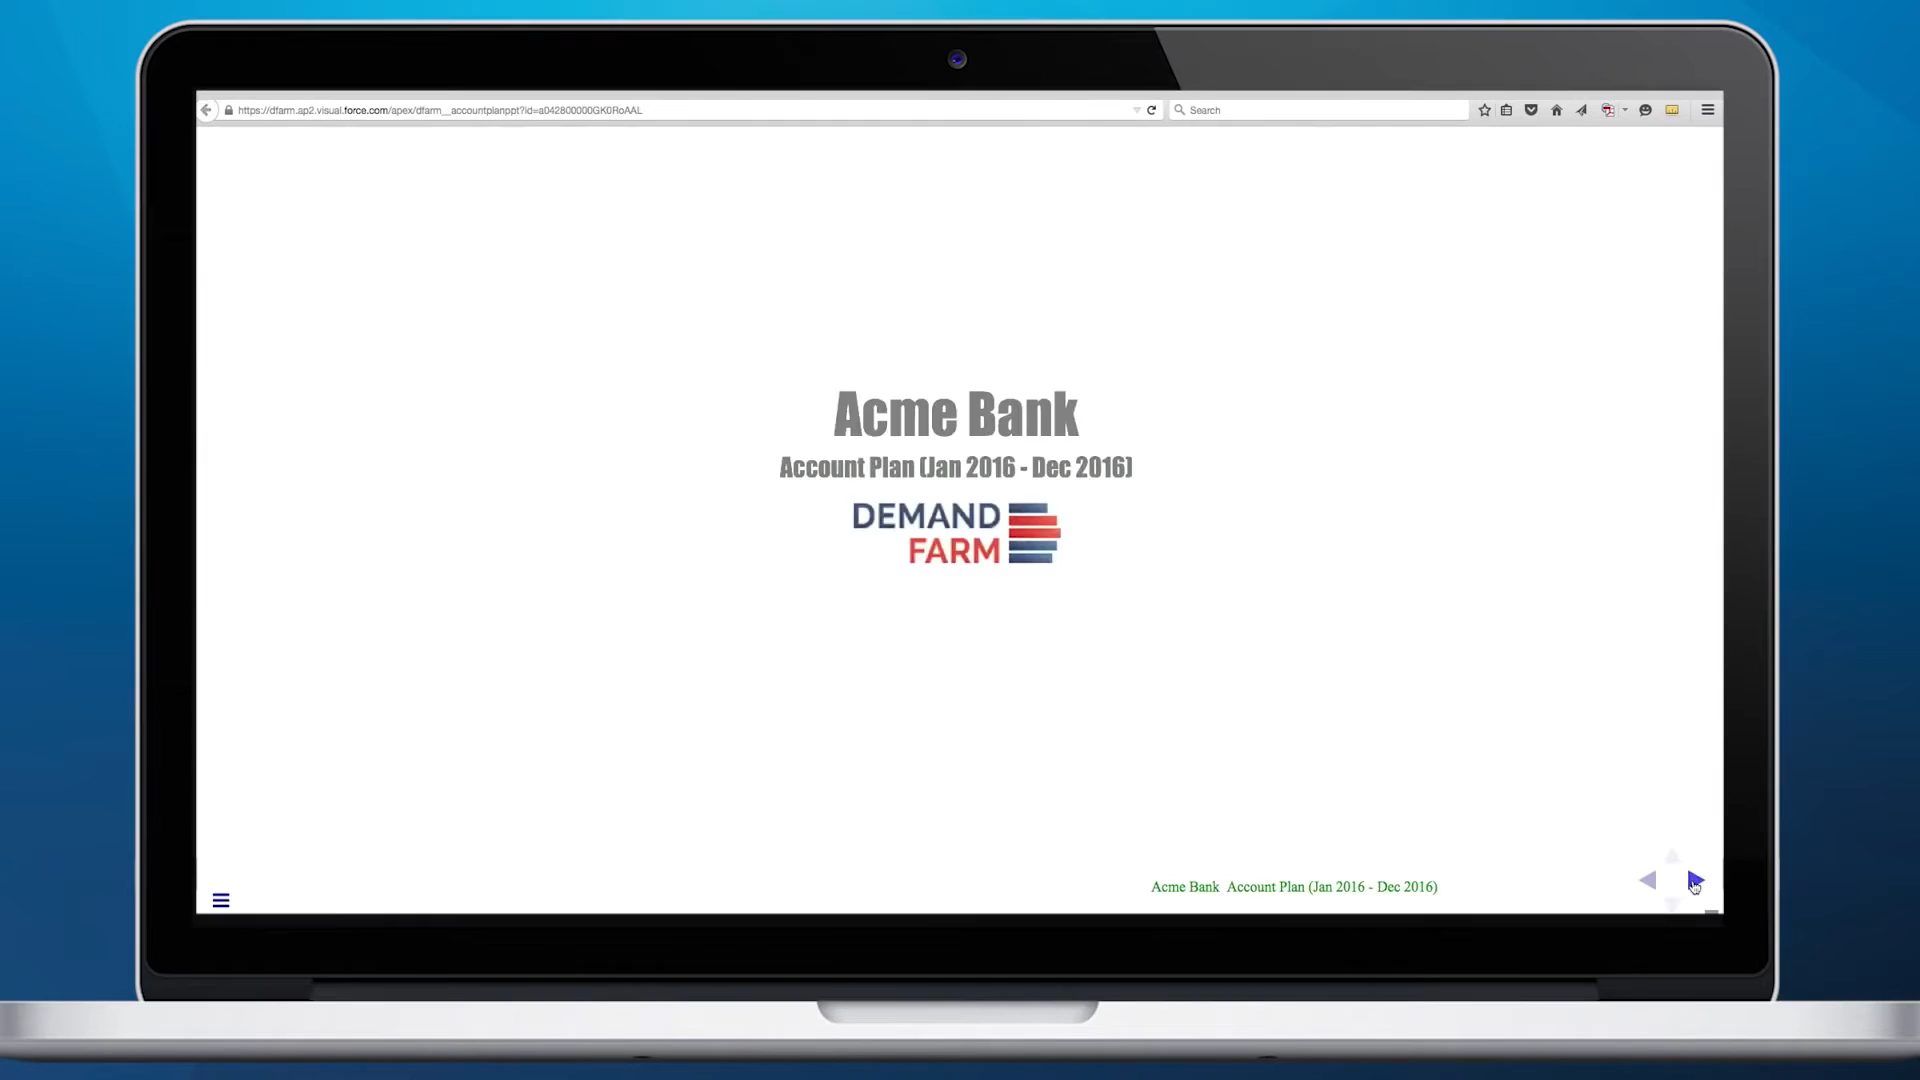 https://dfarm.ap2.visual.force.com/apex/dfarm__accountplanppt?id=a042800000GK0RoAAL
Search
Acme Bank
Account Plan (Jan 2016 - Dec 2016)
DEMAND
FARM
Acme Bank Account Plan (Jan 2016 - Dec 2016)